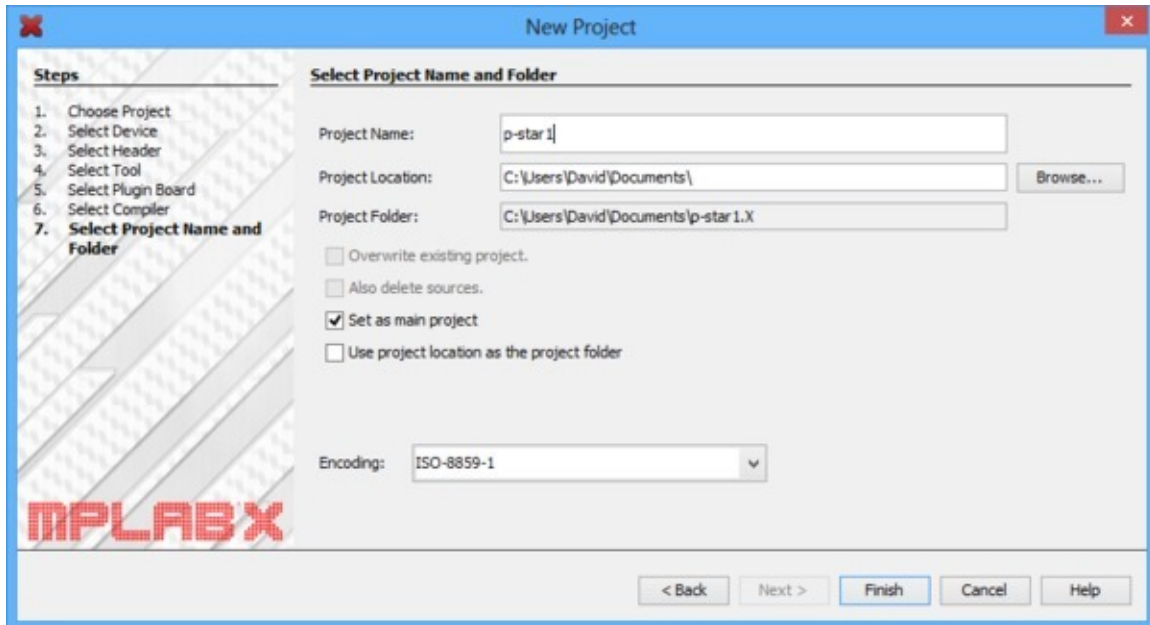 New Project
Steps
1. Choose Project
2. Select Device
3. Select Header
4. Select Tool
5. Select Plugin Board
6. Select Compiler
7. Select Project Name and
Folder
MPLAB X
Select Project Name and Folder
Project Name: p-star1
Project Location: C:\Users\David\Documents\ Browse...
Project Folder: C:\Users\David\Documents\p-star1.X
Overwrite existing project.
Also delete sources.
Set as main project
Use project location as the project folder
Encoding: ISO-8859-1
< Back Next > Finish Cancel Help